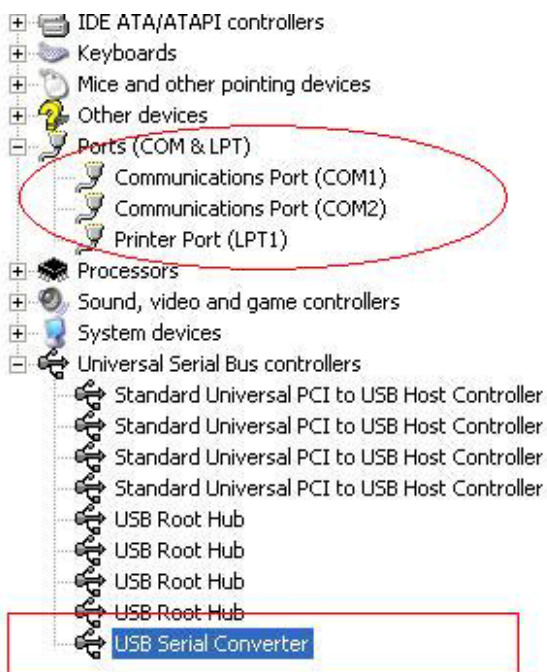 IDE ATA/ATAPI controllers
Keyboards
Mice and other pointing devices
Other devices
Ports (COM & LPT)
Communications Port (COM1)
Communications Port (COM2)
Printer Port (LPT1)
Processors
Sound, video and game controllers
System devices
Universal Serial Bus controllers
Standard Universal PCI to USB Host Controller
Standard Universal PCI to USB Host Controller
Standard Universal PCI to USB Host Controller
Standard Universal PCI to USB Host Controller
USB Root Hub
USB Root Hub
USB Root Hub
USB Root Hub
USB Serial Converter